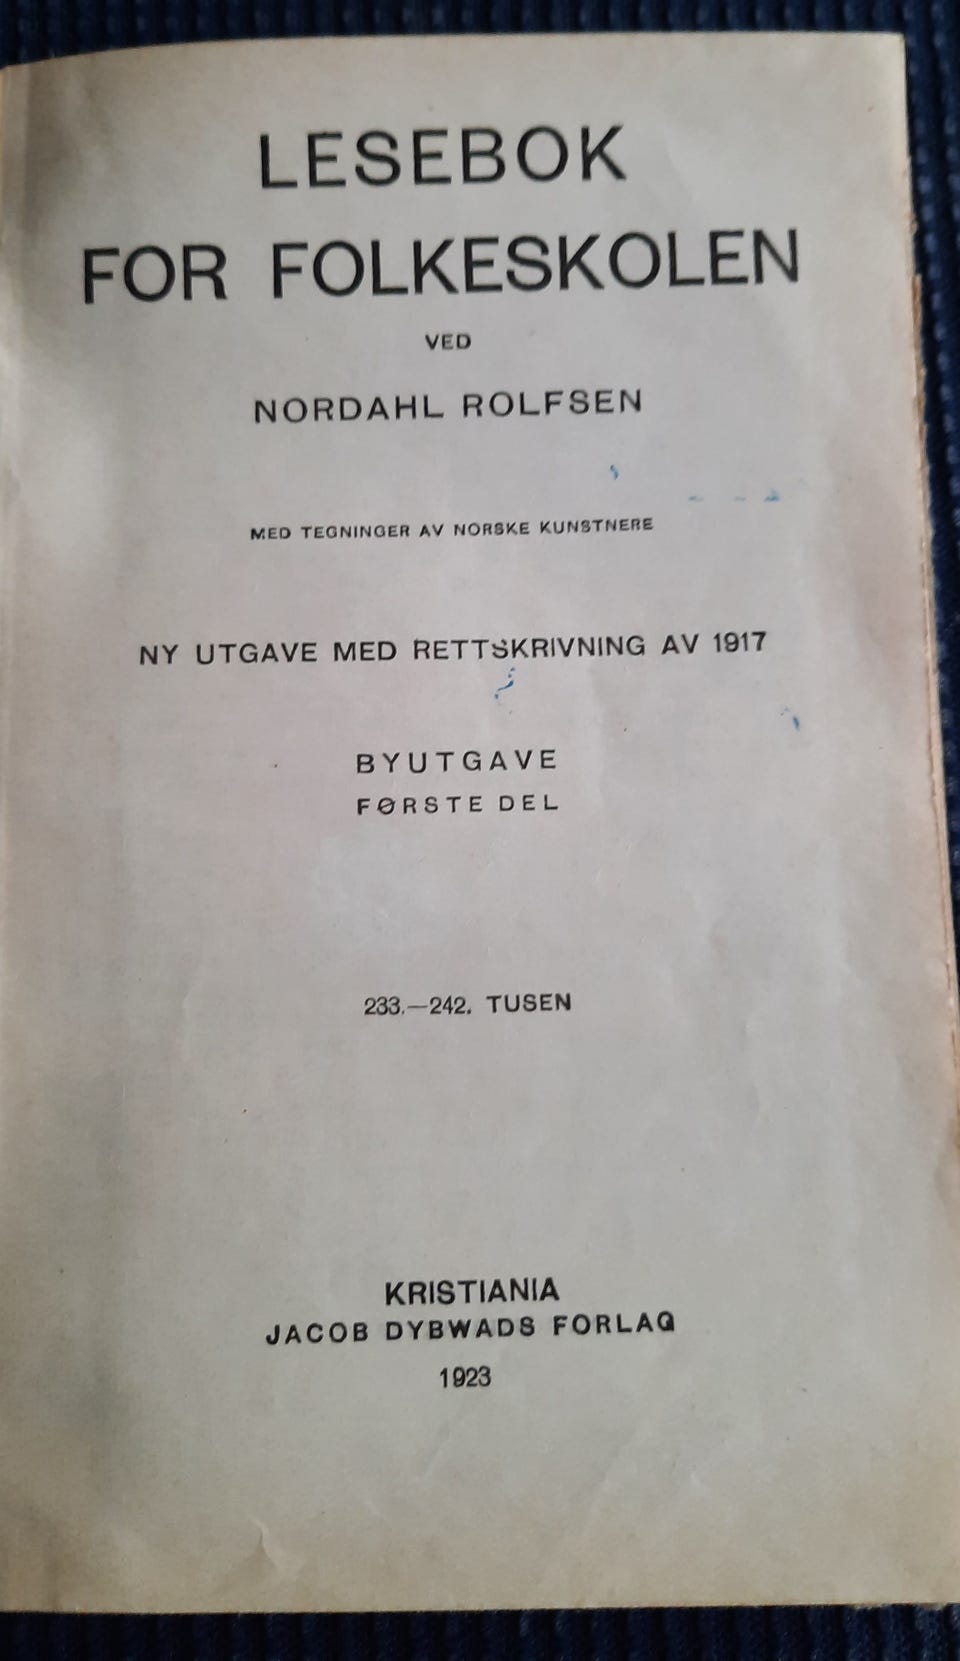 LESEBOK
FOR FOLKESKOLEN
VED
NORDAHL ROLFSEN
MED TEGNINGER AV NORSKE KUNSTNERE
NY UTGAVE MED RETTSKRIVNING AV 1917
BYUTGAVE
FØRSTE DEL
233.—242. TUSEN
KRISTIANIA
JACOB DYBWADS FORLAG
1923